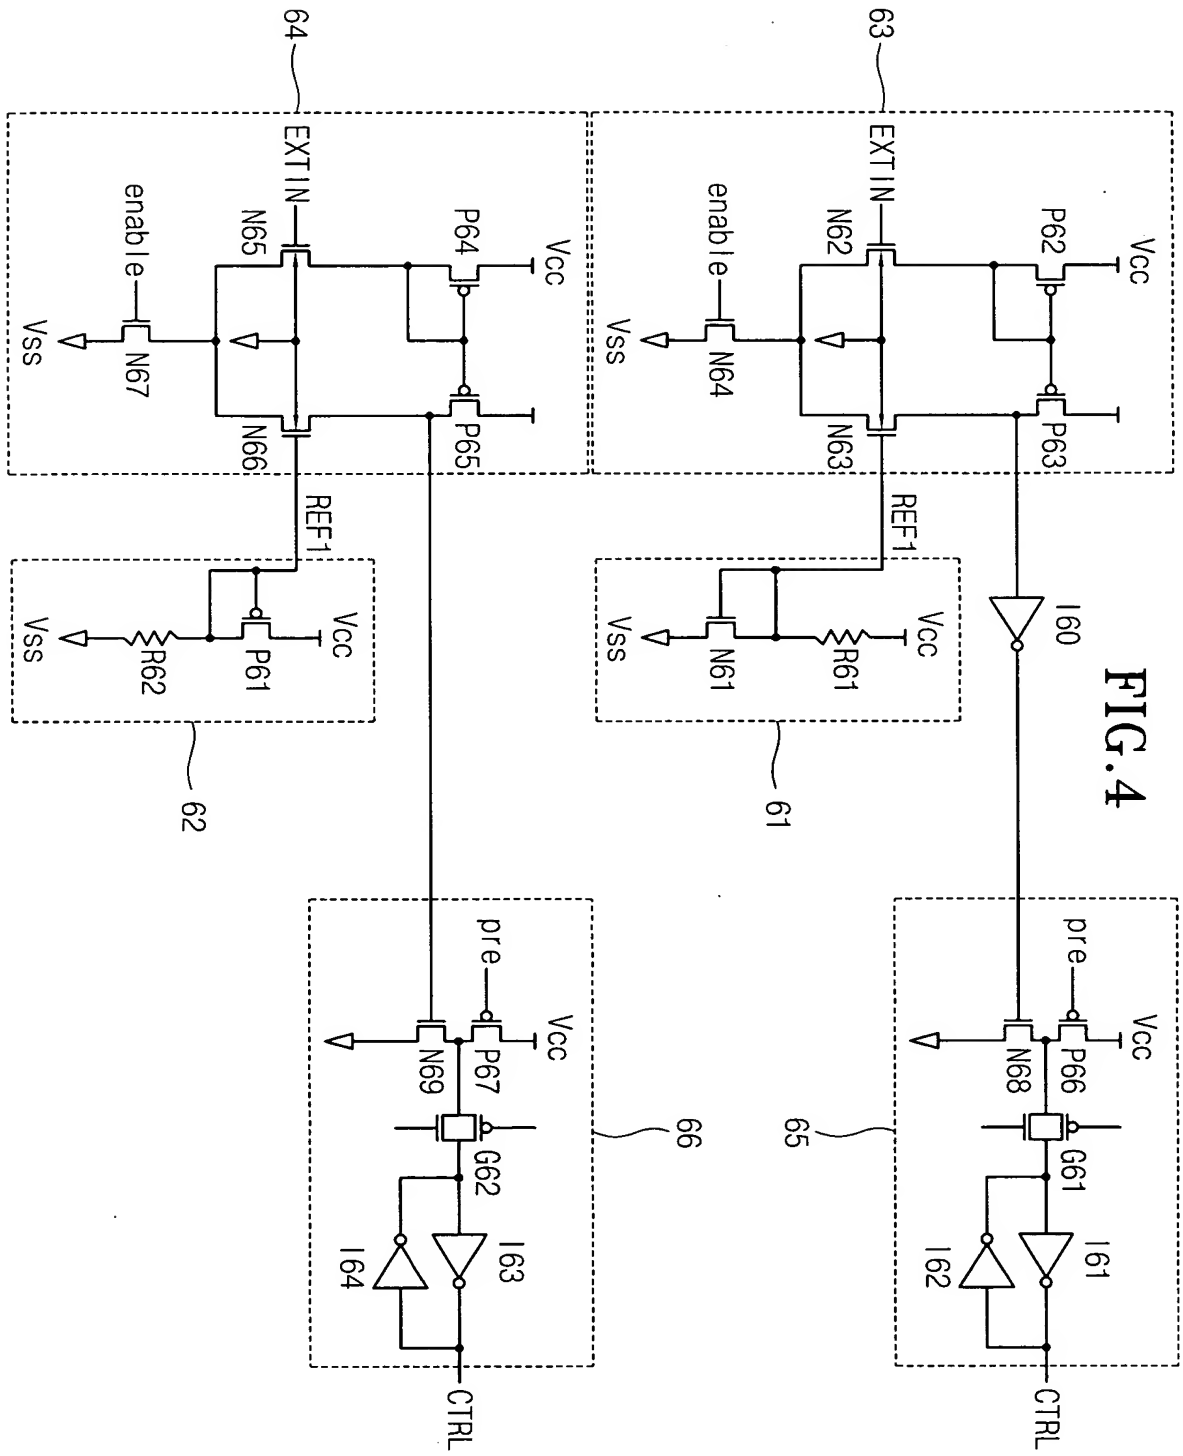 FIG.4
63
EXTIN
enable
N62
P62
Vcc
N64
Vss
N63
P63
REF1
Vcc
R61
N61
Vss
61
I60
pre
Vcc
P66
N68
G61
I61
I62
CTRL
65
64
EXTIN
enable
N65
P64
Vcc
N67
Vss
N66
P65
REF1
Vcc
P61
R62
Vss
62
pre
Vcc
P67
N69
G62
I63
I64
CTRL
66